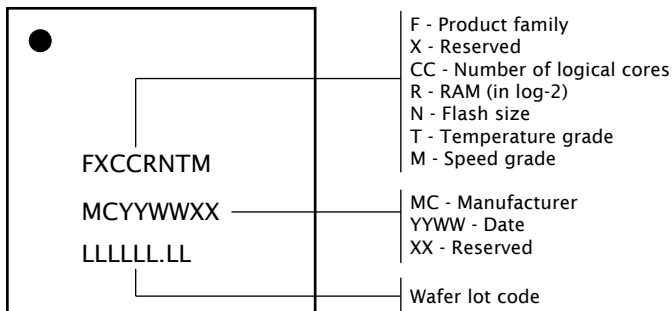 F - Product family
X - Reserved
CC - Number of logical cores
R - RAM (in log-2)
N - Flash size
T - Temperature grade
M - Speed grade
FXCCRNTM
MCYYWWXX
MC - Manufacturer
YYWW - Date
XX - Reserved
LLLLLL.LL
Wafer lot code